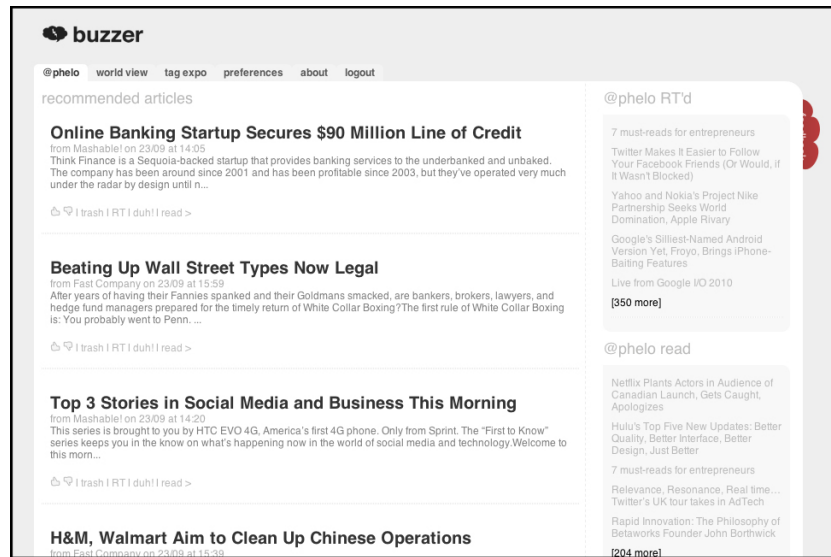 buzzer
@phelo world view tag expo preferences about logout
recommended articles
Online Banking Startup Secures $90 Million Line of Credit
from Mashable! on 23/09 at 14:05
Think Finance is a Sequoia-backed startup that provides banking services to the underbanked and unbaked.
The company has been around since 2001 and has been profitable since 2003, but they've operated very much
under the radar by design until n...
I trash I RT I duh! I read >
Beating Up Wall Street Types Now Legal
from Fast Company on 23/09 at 15:59
After years of having their Fannies spanked and their Goldmans smacked, are bankers, brokers, lawyers, and
hedge fund managers prepared for the timely return of White Collar Boxing?The first rule of White Collar Boxing
is: You probably went to Penn. ...
I trash I RT I duh! I read >
Top 3 Stories in Social Media and Business This Morning
from Mashable! on 23/09 at 14:20
This series is brought to you by HTC EVO 4G, America's first 4G phone. Only from Sprint. The "First to Know"
series keeps you in the know on what's happening now in the world of social media and technology.Welcome to
this morn...
I trash I RT I duh! I read >
H&M, Walmart Aim to Clean Up Chinese Operations
from Fast Company on 23/09 at 15:39
@phelo RT'd
7 must-reads for entrepreneurs
Twitter Makes It Easier to Follow
Your Facebook Friends (Or Would, if
It Wasn't Blocked)
Yahoo and Nokia's Project Nike
Partnership Seeks World
Domination, Apple Rivary
Google's Silliest-Named Android
Version Yet, Froyo, Brings iPhone-
Baiting Features
Live from Google I/O 2010
[350 more]
@phelo read
Netflix Plants Actors in Audience of
Canadian Launch, Gets Caught,
Apologizes
Hulu's Top Five New Updates: Better
Quality, Better Interface, Better
Design, Just Better
7 must-reads for entrepreneurs
Relevance, Resonance, Real time...
Twitter's UK tour takes in AdTech
Rapid Innovation: The Philosophy of
Betaworks Founder John Borthwick
[204 more]